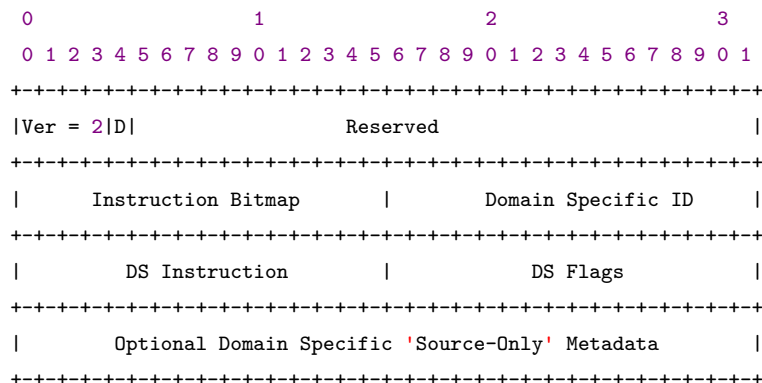 0                   1                   2                   3
 0 1 2 3 4 5 6 7 8 9 0 1 2 3 4 5 6 7 8 9 0 1 2 3 4 5 6 7 8 9 0 1
+-+-+-+-+-+-+-+-+-+-+-+-+-+-+-+-+-+-+-+-+-+-+-+-+-+-+-+-+-+-+-+-+
|Ver = 2|D|                  Reserved                           |
+-+-+-+-+-+-+-+-+-+-+-+-+-+-+-+-+-+-+-+-+-+-+-+-+-+-+-+-+-+-+-+-+
|      Instruction Bitmap       |        Domain Specific ID     |
+-+-+-+-+-+-+-+-+-+-+-+-+-+-+-+-+-+-+-+-+-+-+-+-+-+-+-+-+-+-+-+-+
|         DS Instruction        |            DS Flags           |
+-+-+-+-+-+-+-+-+-+-+-+-+-+-+-+-+-+-+-+-+-+-+-+-+-+-+-+-+-+-+-+-+
|        Optional Domain Specific 'Source-Only' Metadata        |
+-+-+-+-+-+-+-+-+-+-+-+-+-+-+-+-+-+-+-+-+-+-+-+-+-+-+-+-+-+-+-+-+